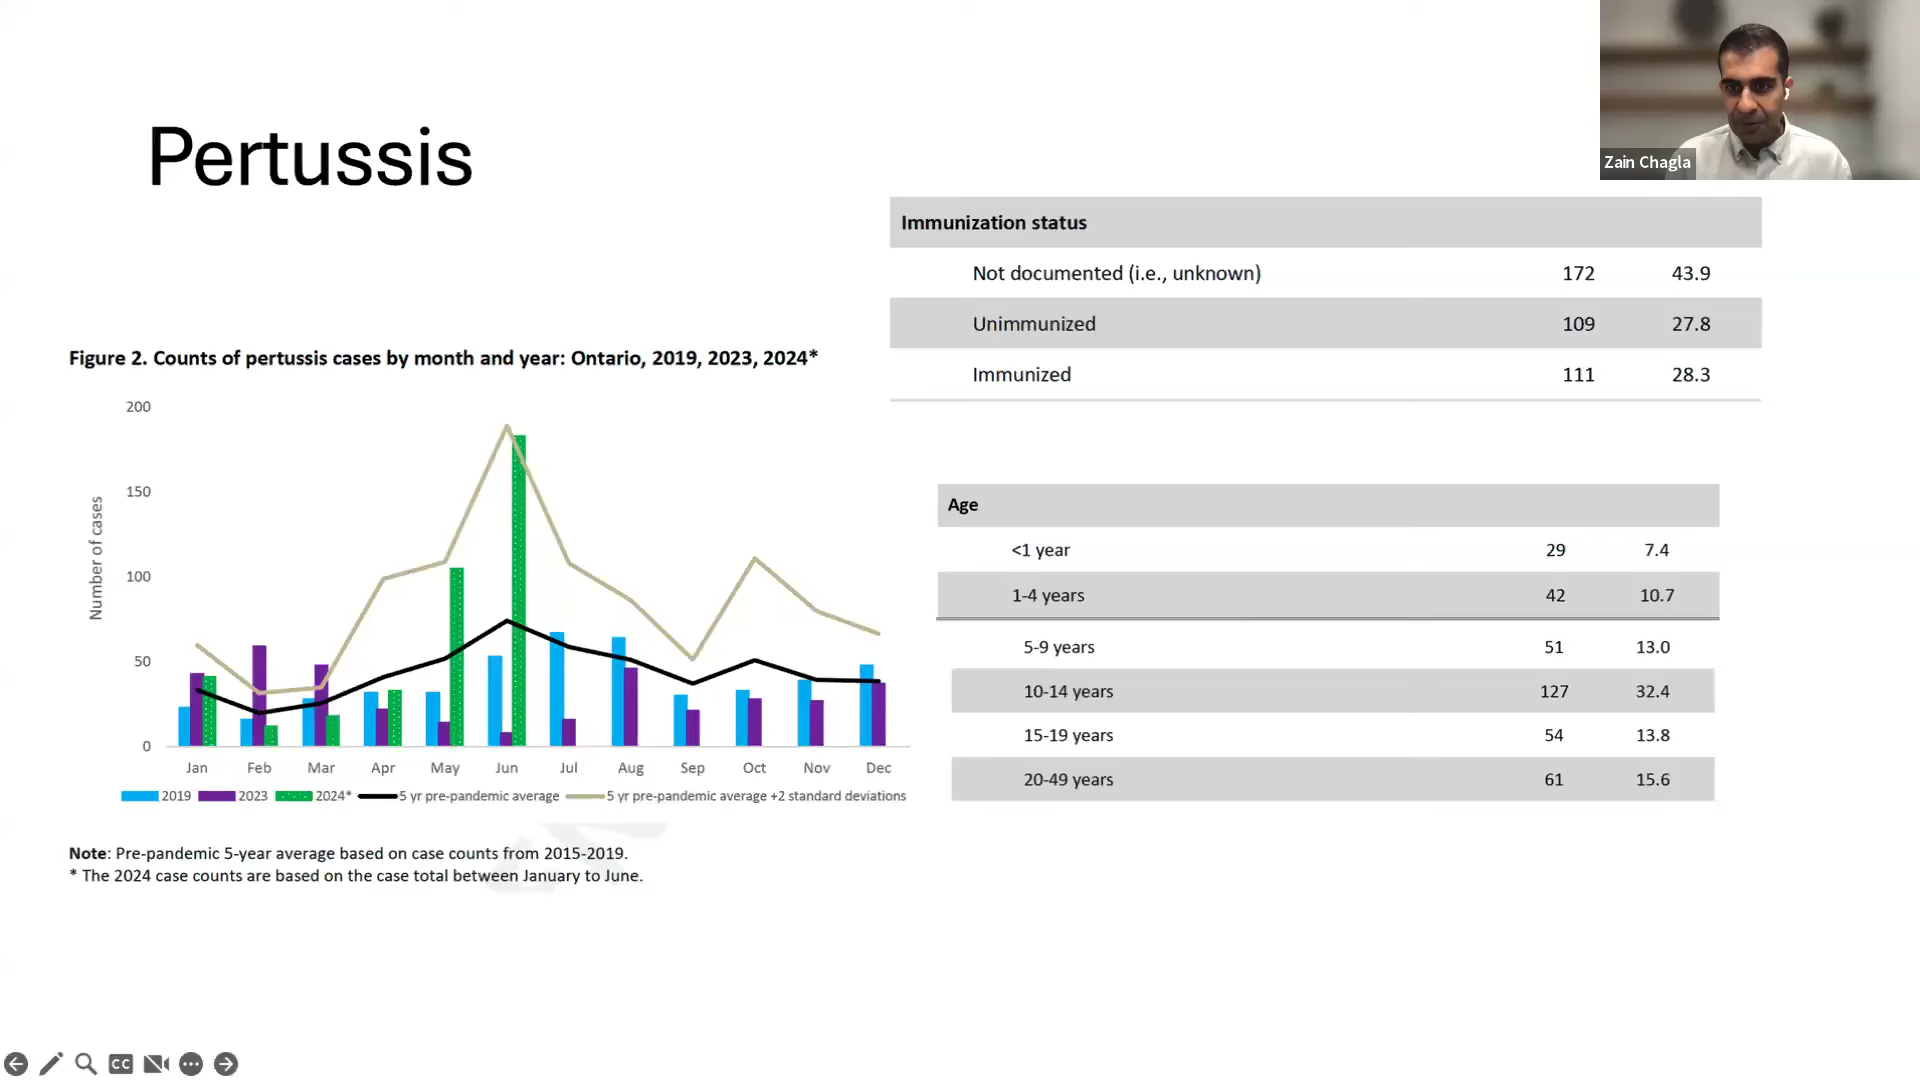 Zain Chagla
Pertussis
Immunization status
Not documented (i.e., unknown) 172 43.9
Unimmunized 109 27.8
Immunized 111 28.3
Figure 2. Counts of pertussis cases by month and year: Ontario, 2019, 2023, 2024*
Number of cases
200
150
100
50
0
Jan Feb Mar Apr May Jun Jul Aug Sep Oct Nov Dec
2019 2023 2024* 5 yr pre-pandemic average 5 yr pre-pandemic average +2 standard deviations
Note: Pre-pandemic 5-year average based on case counts from 2015-2019.
* The 2024 case counts are based on the case total between January to June.
Age
<1 year 29 7.4
1-4 years 42 10.7
5-9 years 51 13.0
10-14 years 127 32.4
15-19 years 54 13.8
20-49 years 61 15.6
CC